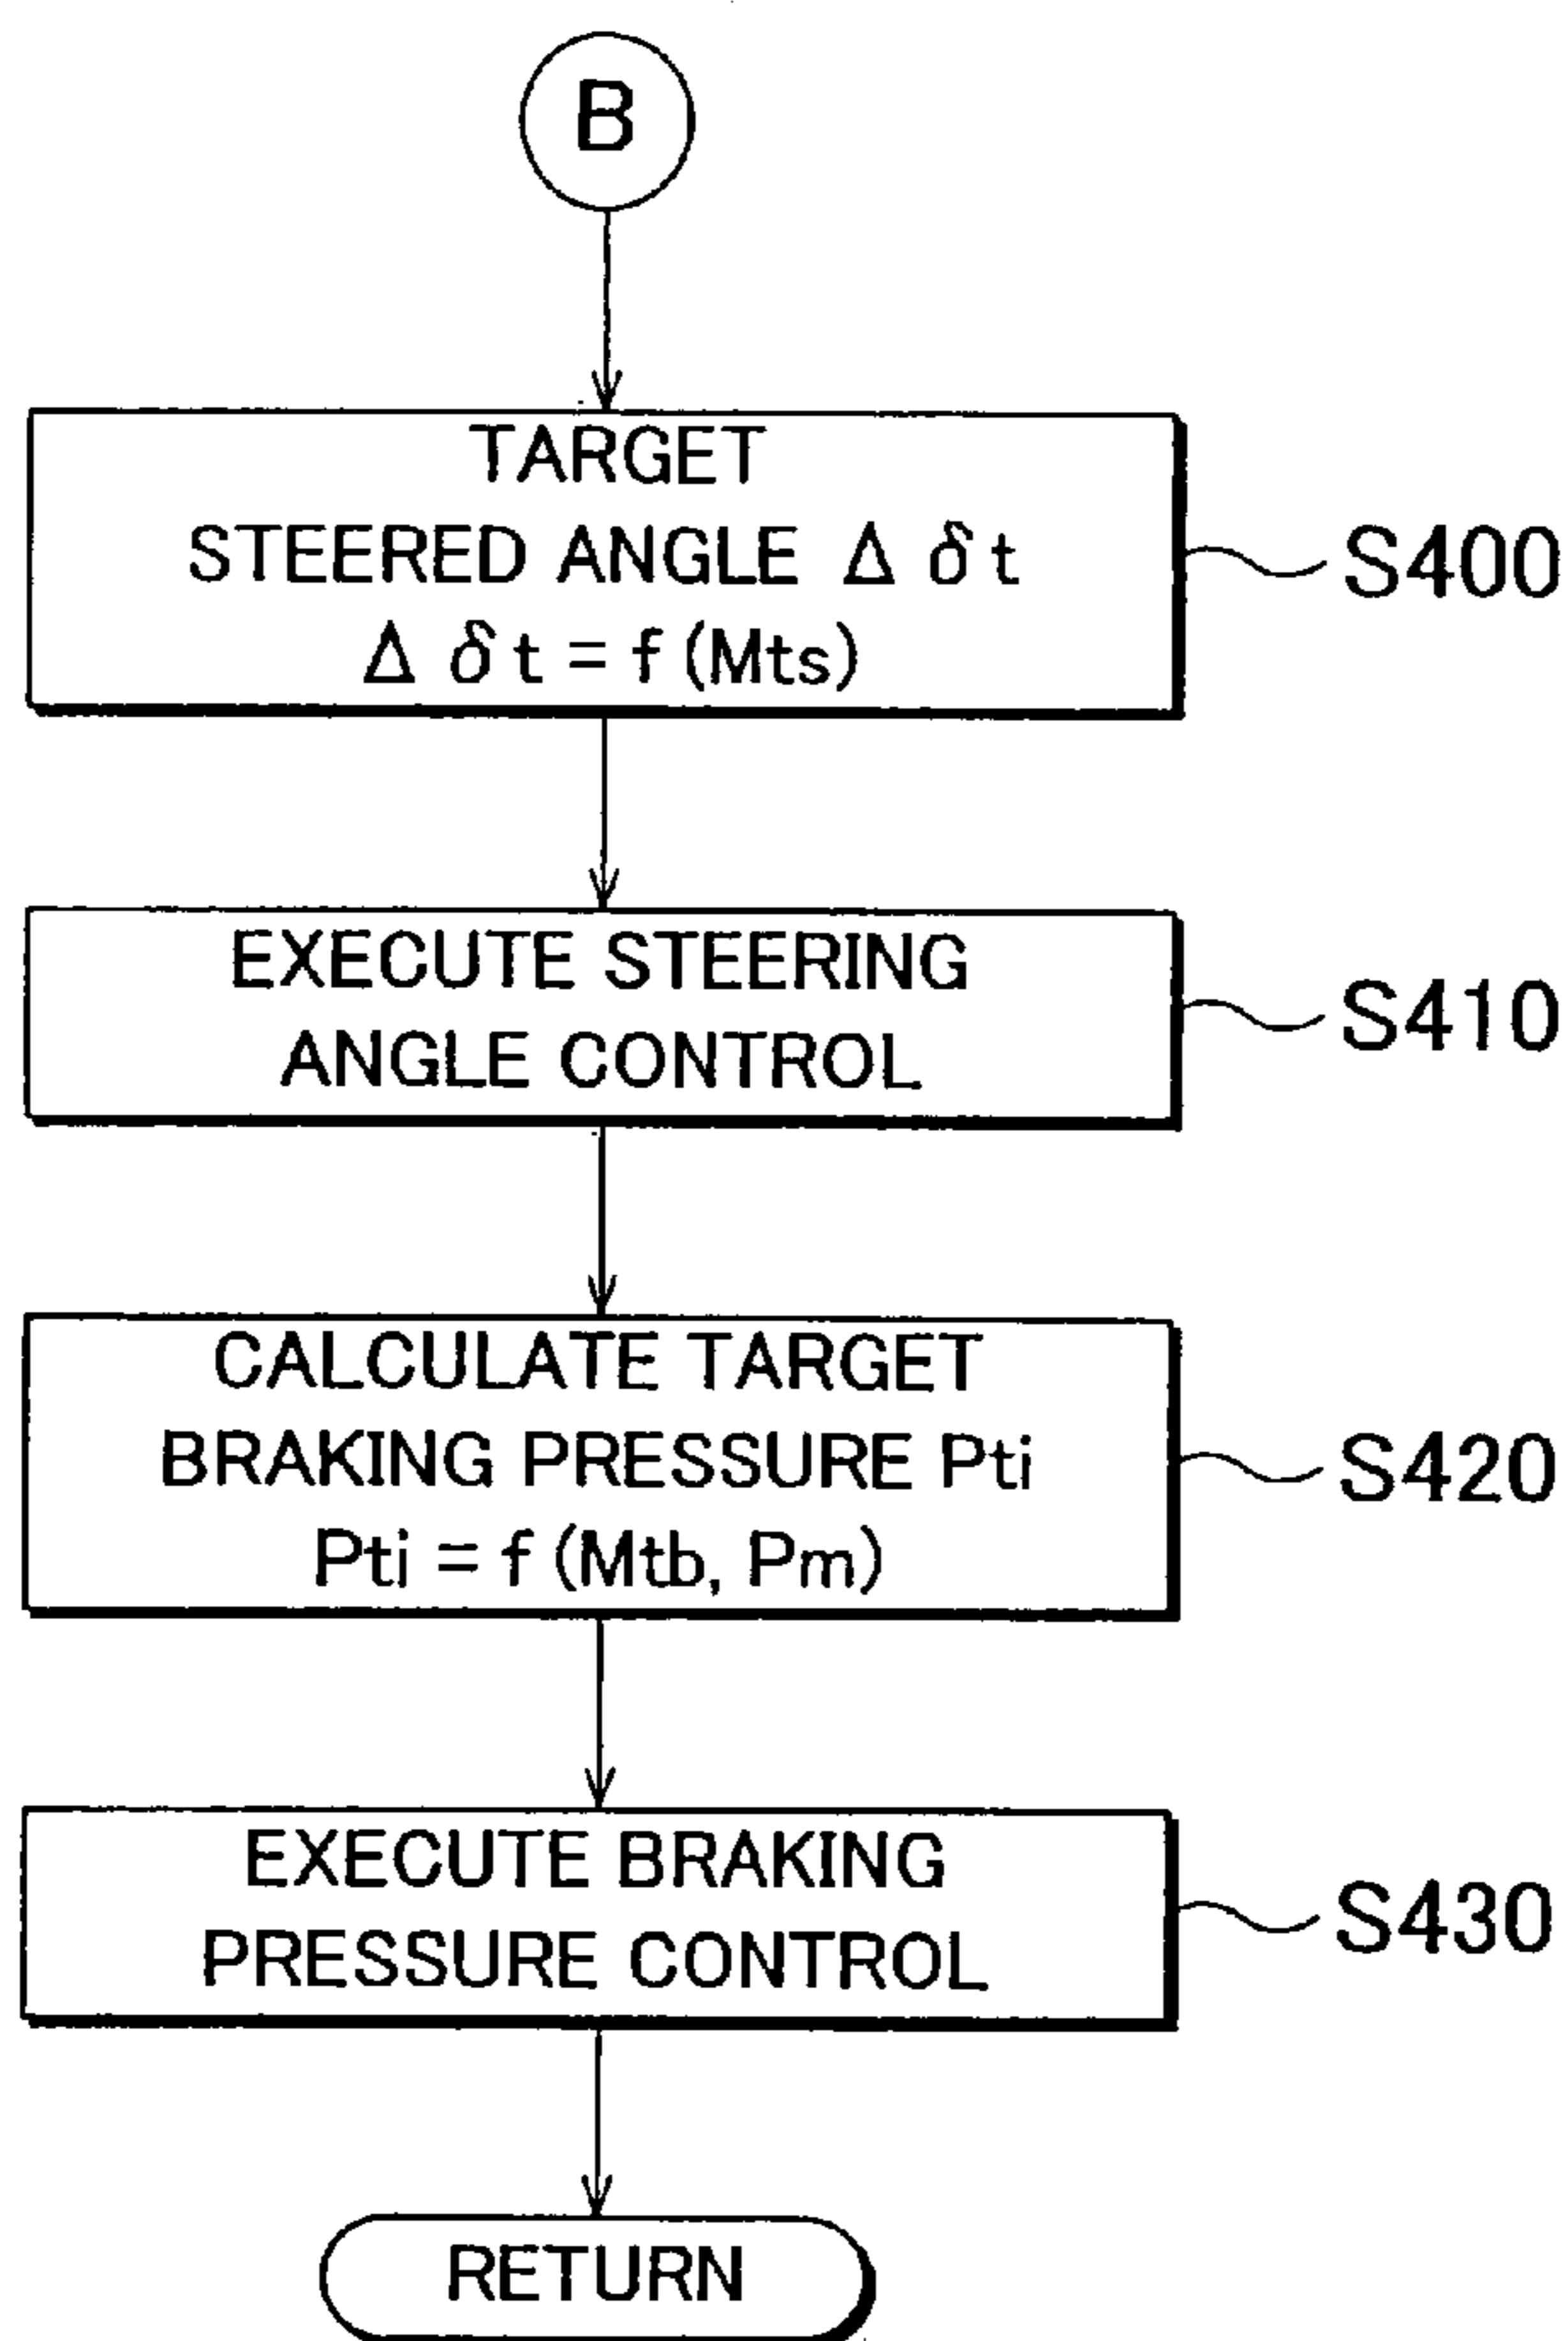 B
TARGET
STEERED ANGLE Δ δ t
Δ δ t = f (Mts)
S400
EXECUTE STEERING
ANGLE CONTROL
S410
CALCULATE TARGET
BRAKING PRESSURE Pti
Pti = f (Mtb, Pm)
S420
EXECUTE BRAKING
PRESSURE CONTROL
S430
RETURN